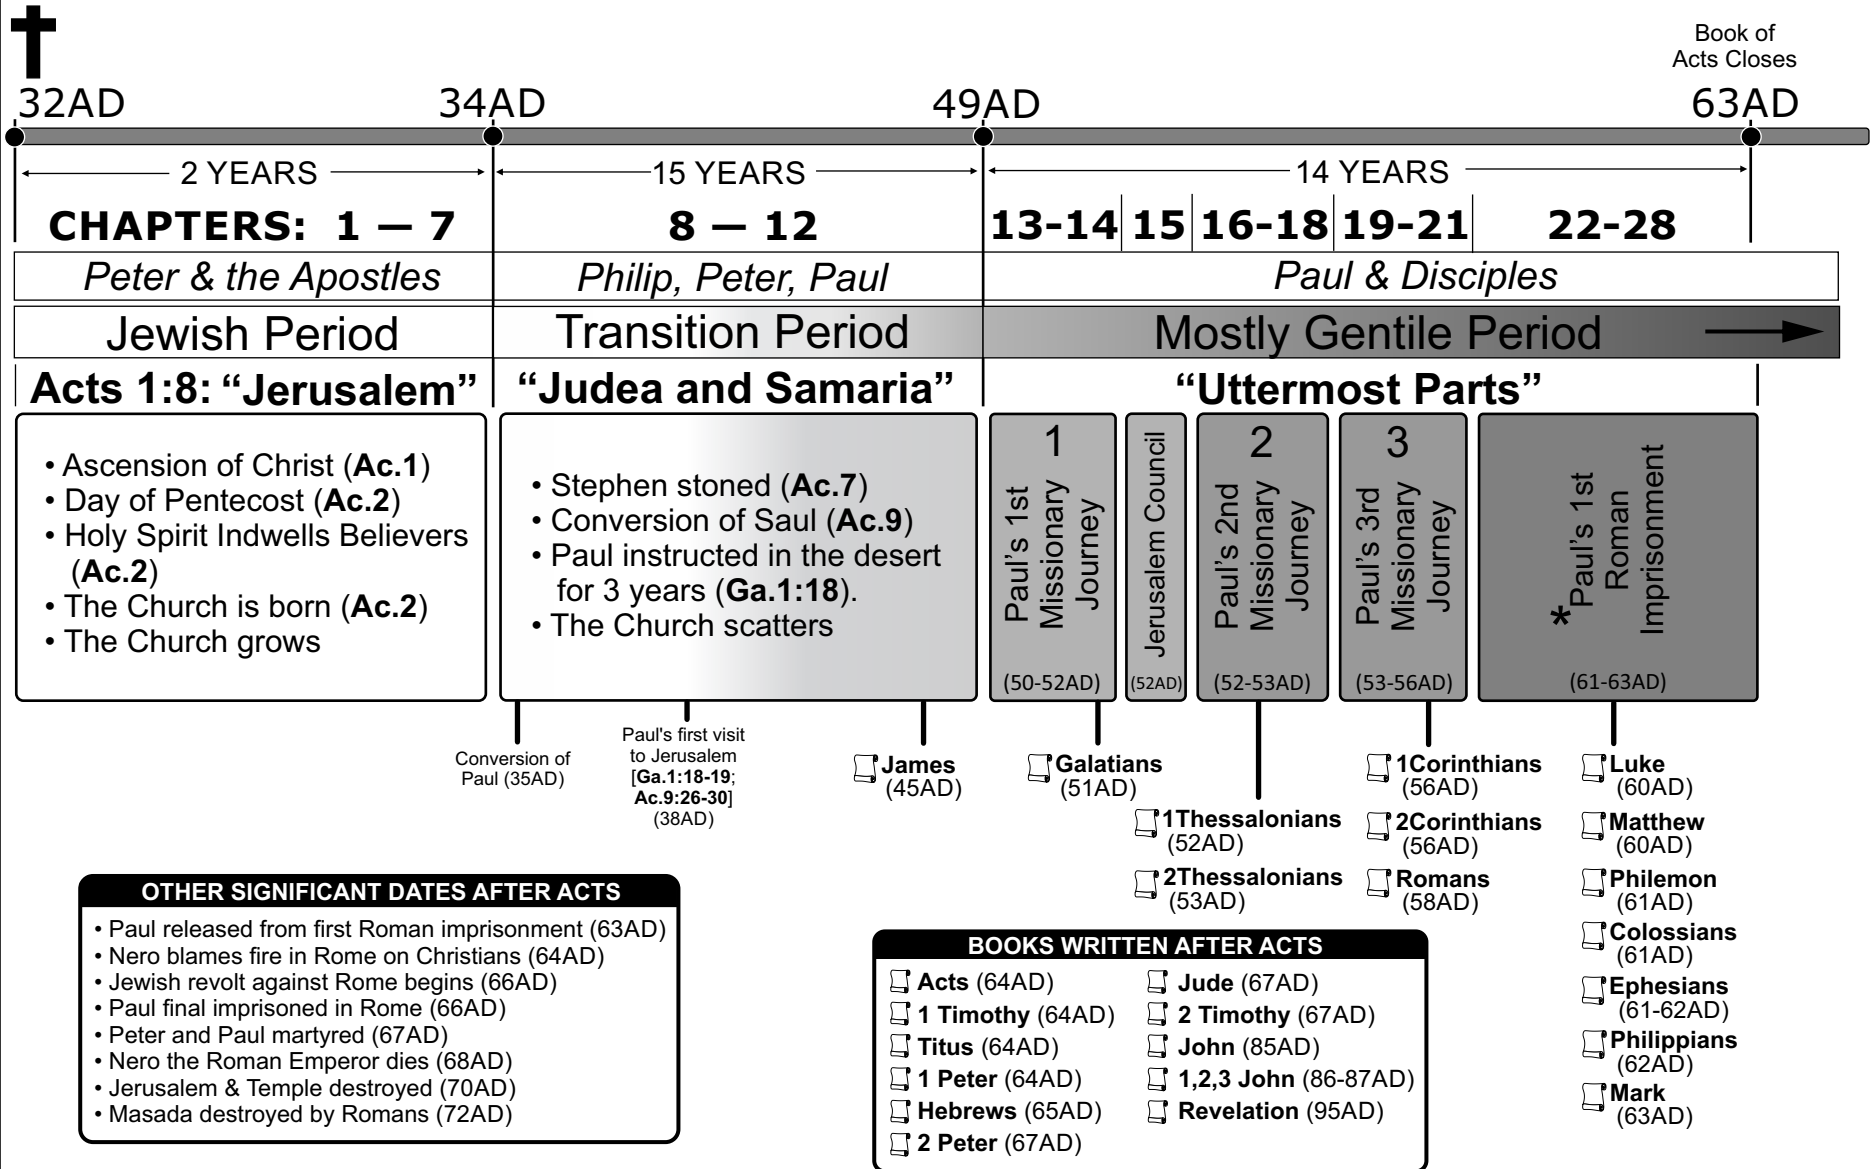 Book of
Acts Closes
32AD
34AD
49AD
63AD
2 YEARS
15 YEARS
14 YEARS
CHAPTERS: 1 — 7
8 — 12
13-14
15
16-18
19-21
22-28
Peter & the Apostles
Philip, Peter, Paul
Paul & Disciples
Jewish Period
Transition Period
Mostly Gentile Period
Acts 1:8: “Jerusalem”
“Judea and Samaria”
“Uttermost Parts”
• Ascension of Christ (Ac.1)
• Day of Pentecost (Ac.2)
• Holy Spirit Indwells Believers
(Ac.2)
• The Church is born (Ac.2)
• The Church grows
• Stephen stoned (Ac.7)
• Conversion of Saul (Ac.9)
• Paul instructed in the desert
for 3 years (Ga.1:18).
• The Church scatters
1
Paul's 1st
Missionary
Journey
(50-52AD)
Jerusalem Council
(52AD)
2
Paul's 2nd
Missionary
Journey
(52-53AD)
3
Paul's 3rd
Missionary
Journey
(53-56AD)
*Paul's 1st
Roman
Imprisonment
(61-63AD)
Conversion of
Paul (35AD)
Paul's first visit
to Jerusalem
[Ga.1:18-19;
Ac.9:26-30]
(38AD)
James
(45AD)
Galatians
(51AD)
1Thessalonians
(52AD)
2Thessalonians
(53AD)
1Corinthians
(56AD)
2Corinthians
(56AD)
Romans
(58AD)
Luke
(60AD)
Matthew
(60AD)
Philemon
(61AD)
Colossians
(61AD)
Ephesians
(61-62AD)
Philippians
(62AD)
Mark
(63AD)
OTHER SIGNIFICANT DATES AFTER ACTS
• Paul released from first Roman imprisonment (63AD)
• Nero blames fire in Rome on Christians (64AD)
• Jewish revolt against Rome begins (66AD)
• Paul final imprisoned in Rome (66AD)
• Peter and Paul martyred (67AD)
• Nero the Roman Emperor dies (68AD)
• Jerusalem & Temple destroyed (70AD)
• Masada destroyed by Romans (72AD)
BOOKS WRITTEN AFTER ACTS
Acts (64AD)
1 Timothy (64AD)
Titus (64AD)
1 Peter (64AD)
Hebrews (65AD)
2 Peter (67AD)
Jude (67AD)
2 Timothy (67AD)
John (85AD)
1,2,3 John (86-87AD)
Revelation (95AD)